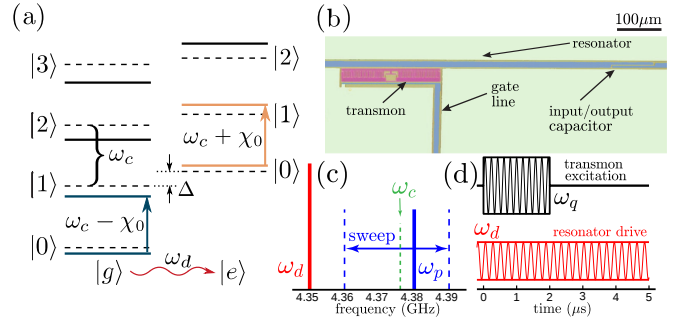 (a)
|3⟩
|2⟩
|1⟩
|0⟩
ω_c
ω_c − χ_0
|g⟩
ω_d
|e⟩
|2⟩
|1⟩
|0⟩
ω_c + χ_0
Δ
(b)
100μm
resonator
transmon
gate
line
input/output
capacitor
(c)
ω_c
sweep
ω_d
ω_p
4.35 4.36 4.37 4.38 4.39
frequency (GHz)
(d)
transmon
excitation
ω_q
ω_d
resonator drive
0 1 2 3 4 5
time (μs)